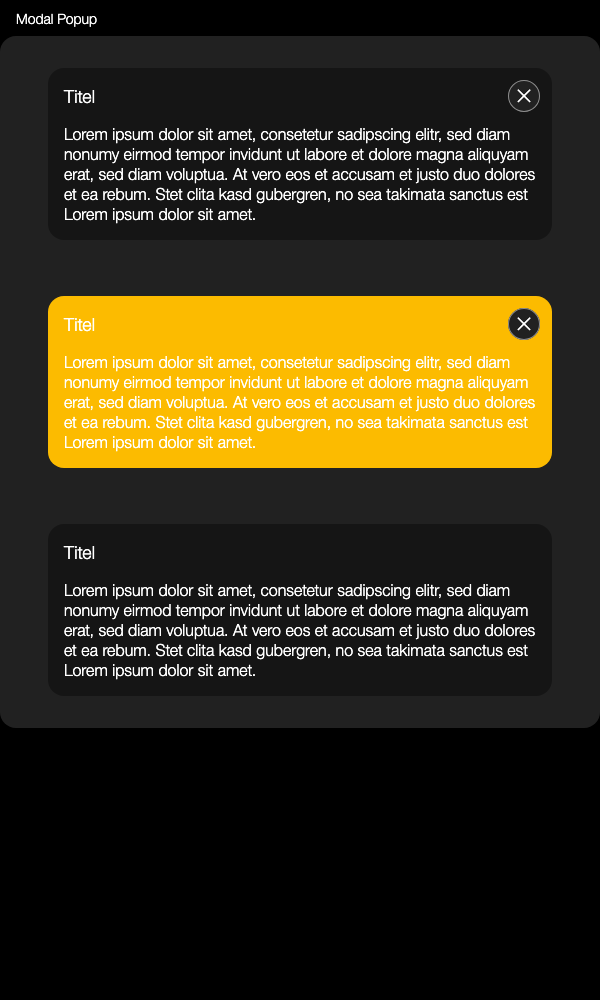 Modal Popup
Titel
Lorem ipsum dolor sit amet, consetetur sadipscing elitr, sed diam
nonumy eirmod tempor invidunt ut labore et dolore magna aliquyam
erat, sed diam voluptua. At vero eos et accusam et justo duo dolores
et ea rebum. Stet clita kasd gubergren, no sea takimata sanctus est
Lorem ipsum dolor sit amet.
Titel
Lorem ipsum dolor sit amet, consetetur sadipscing elitr, sed diam
nonumy eirmod tempor invidunt ut labore et dolore magna aliquyam
erat, sed diam voluptua. At vero eos et accusam et justo duo dolores
et ea rebum. Stet clita kasd gubergren, no sea takimata sanctus est
Lorem ipsum dolor sit amet.
Titel
Lorem ipsum dolor sit amet, consetetur sadipscing elitr, sed diam
nonumy eirmod tempor invidunt ut labore et dolore magna aliquyam
erat, sed diam voluptua. At vero eos et accusam et justo duo dolores
et ea rebum. Stet clita kasd gubergren, no sea takimata sanctus est
Lorem ipsum dolor sit amet.